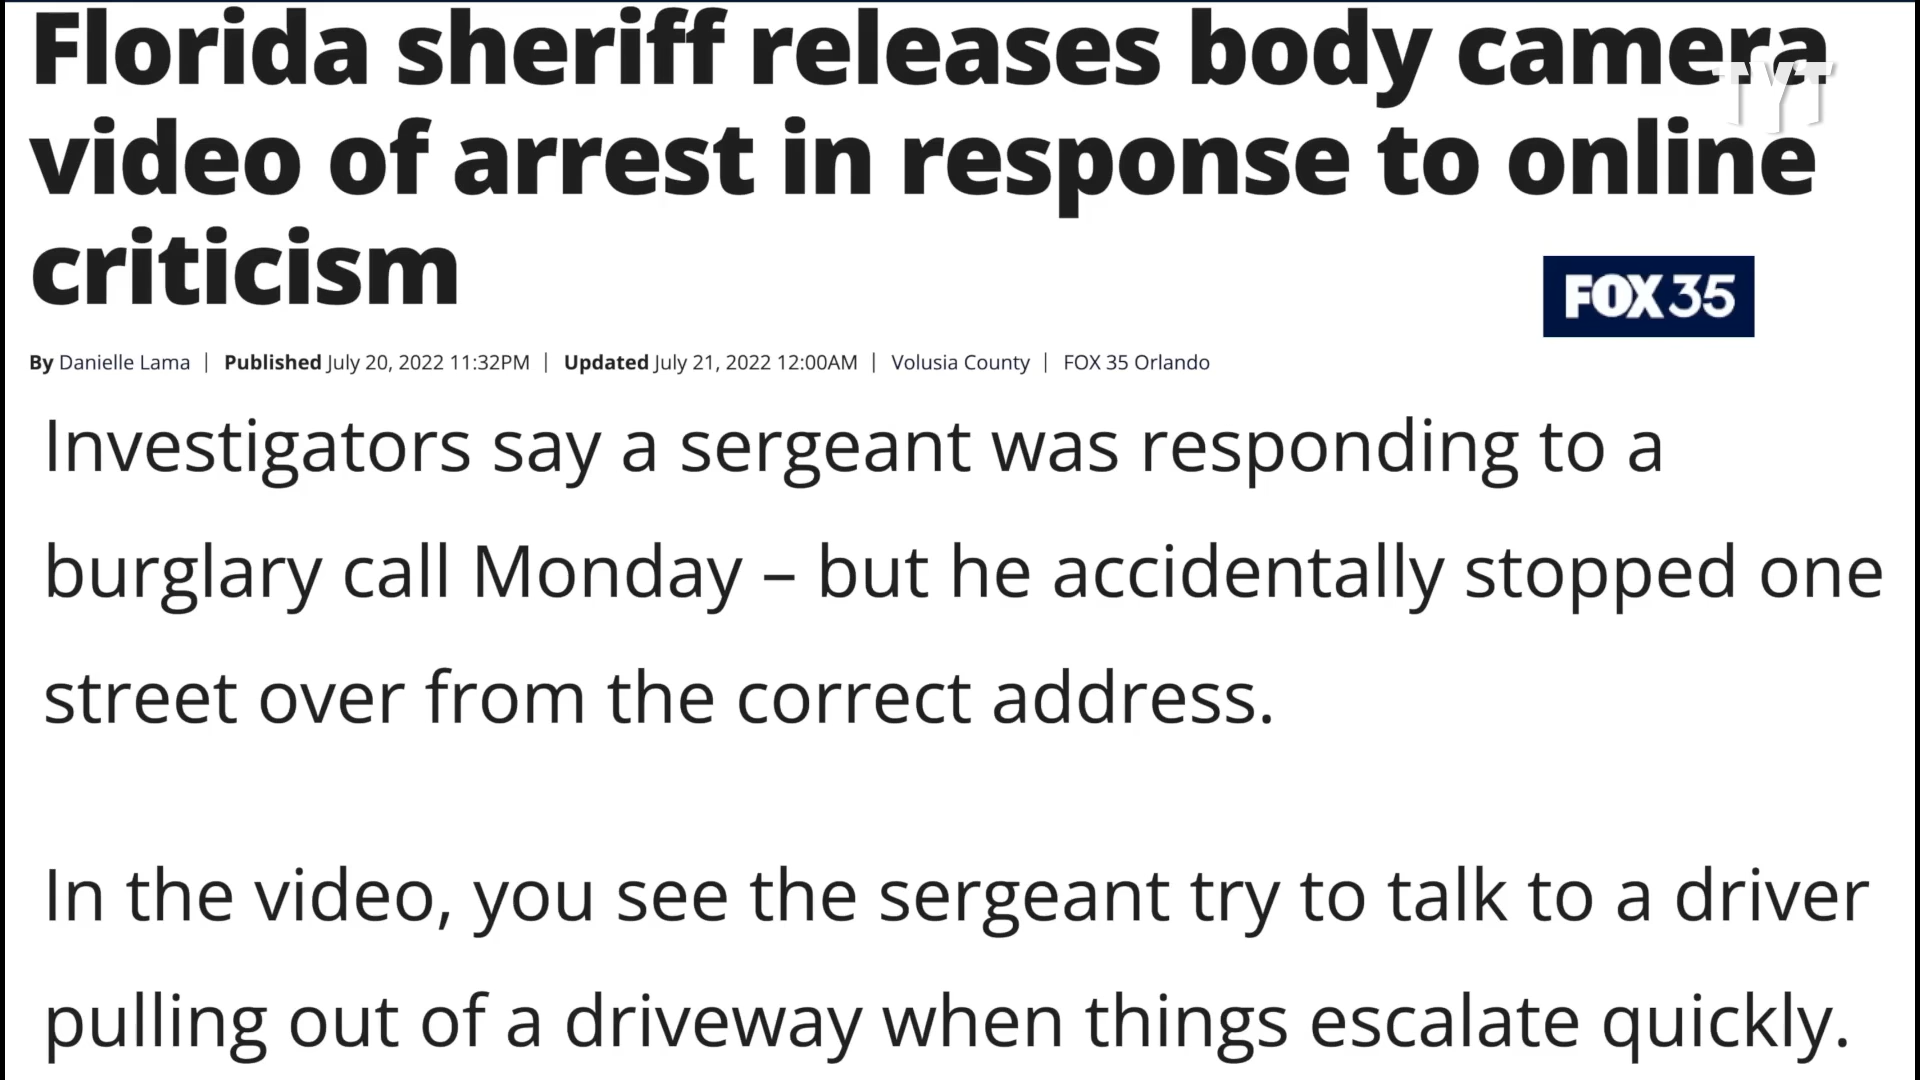 Florida sheriff releases body camera
TYT
video of arrest in response to online
criticism
FOX 35
By Danielle Lama | Published July 20, 2022 11:32PM | Updated July 21, 2022 12:00AM | Volusia County | FOX 35 Orlando
Investigators say a sergeant was responding to a
burglary call Monday – but he accidentally stopped one
street over from the correct address.
In the video, you see the sergeant try to talk to a driver
pulling out of a driveway when things escalate quickly.